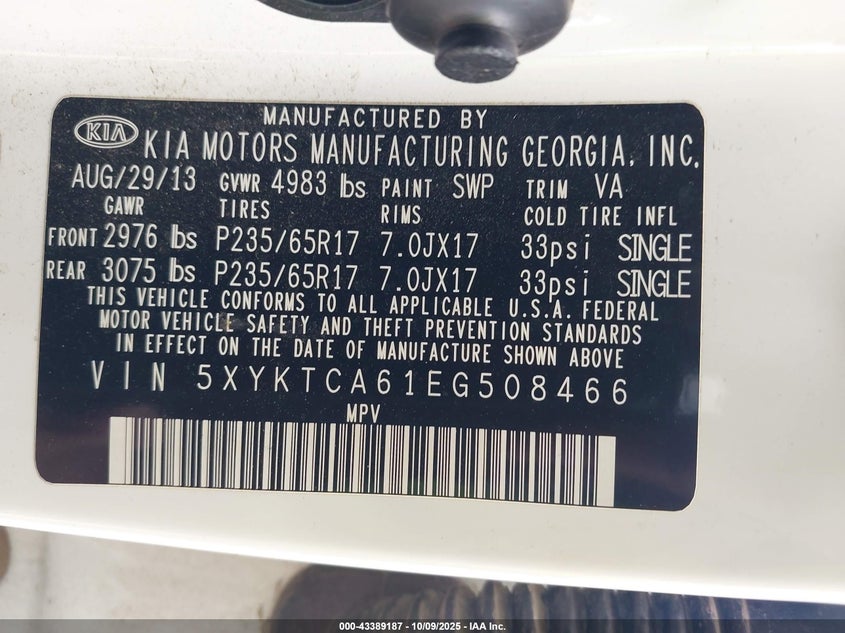 MANUFACTURED BY
KIA KIA MOTORS MANUFACTURING GEORGIA, INC.
AUG/29/13 GVWR 4983 lbs PAINT SWP TRIM VA
GAWR TIRES RIMS COLD TIRE INFL
FRONT 2976 lbs P235/65R17 7.0JX17 33psi SINGLE
REAR 3075 lbs P235/65R17 7.0JX17 33psi SINGLE
THIS VEHICLE CONFORMS TO ALL APPLICABLE U.S.A. FEDERAL
MOTOR VEHICLE SAFETY AND THEFT PREVENTION STANDARDS
IN EFFECT ON THE DATE OF MANUFACTURE SHOWN ABOVE
VIN 5XYKTCA61EG508466
MPV
000-43389187 - 10/09/2025 - IAA Inc.